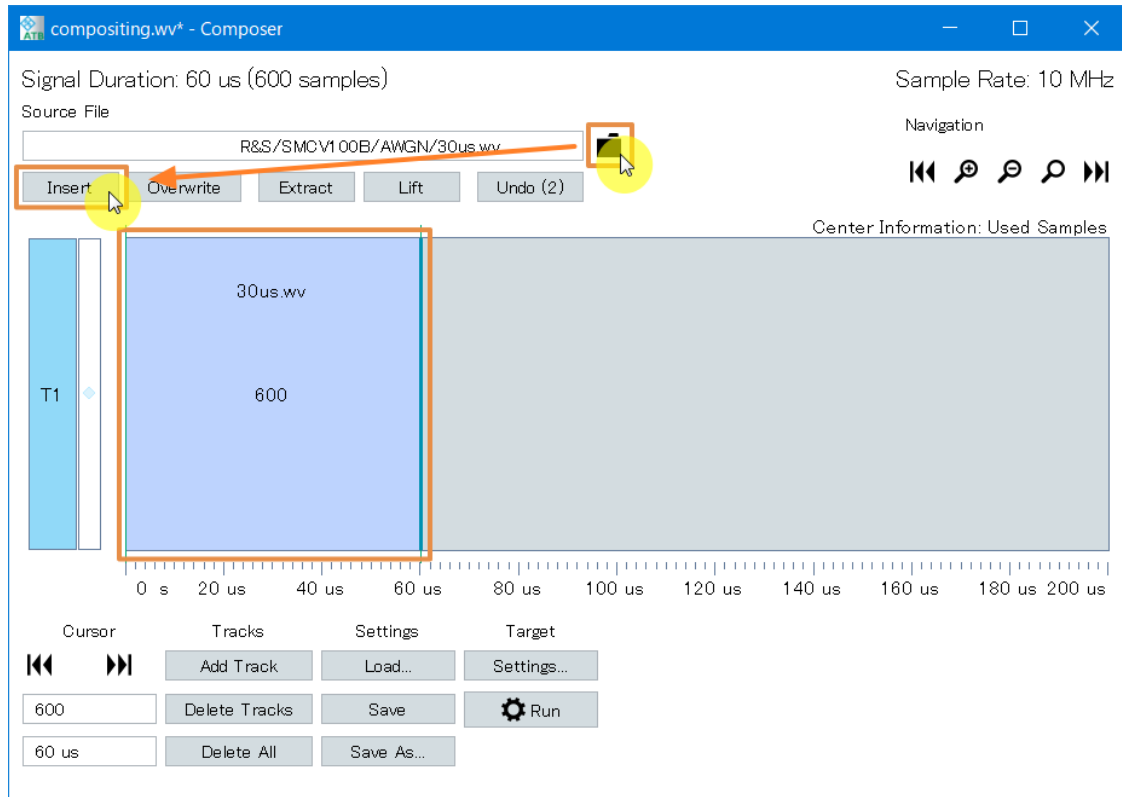 compositing.wv* - Composer
Signal Duration: 60 us (600 samples)
Sample Rate: 10 MHz
Source File
Navigation
R&S/SMCV100B/AWGN/30us.wv
Insert Overwrite Extract Lift Undo (2)
Center Information: Used Samples
30us.wv
T1
600
0 s 20 us 40 us 60 us 80 us 100 us 120 us 140 us 160 us 180 us 200 us
Cursor Tracks Settings Target
Add Track Load... Settings...
600 Delete Tracks Save Run
60 us Delete All Save As...